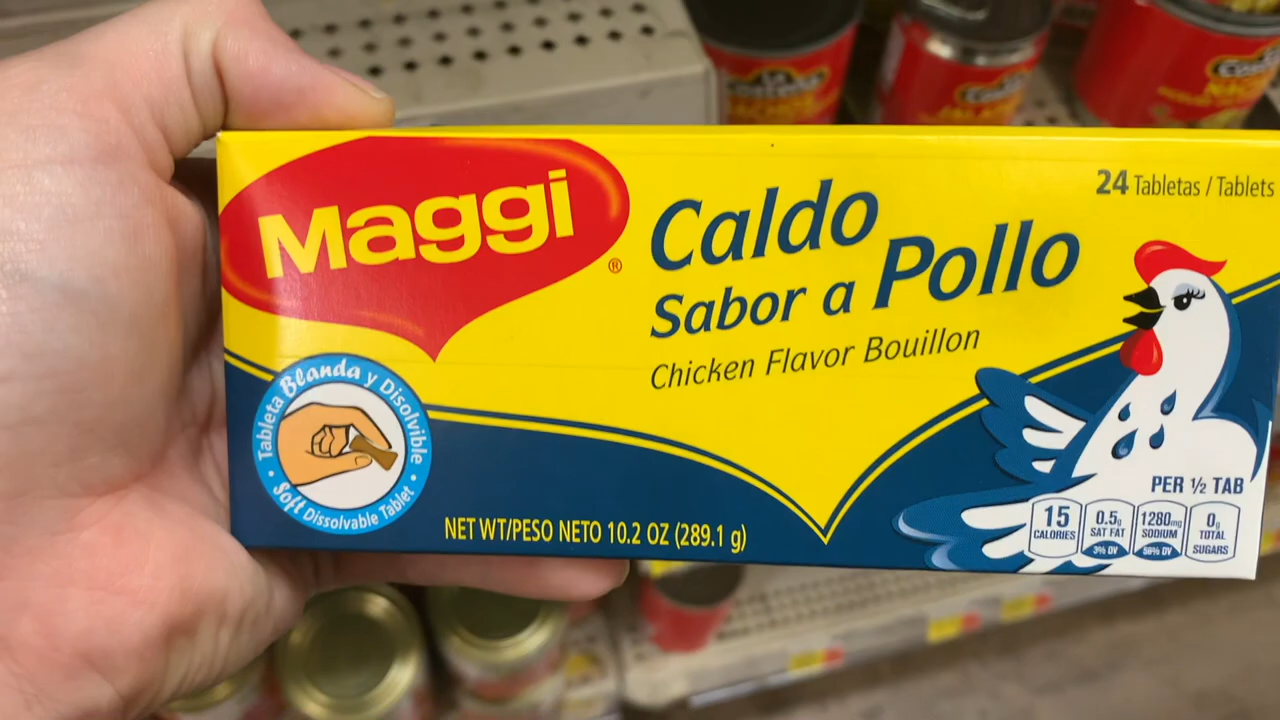 Maggi®
Caldo
Sabor a Pollo
Chicken Flavor Bouillon
24 Tabletas / Tablets
Tableta Blanda y Disolvible
Soft Dissolvable Tablet
NET WT/PESO NETO 10.2 OZ (289.1 g)
PER ½ TAB
15 CALORIES
0.5g SAT FAT 3% DV
1280mg SODIUM 56% DV
0g TOTAL SUGARS
La Costeña